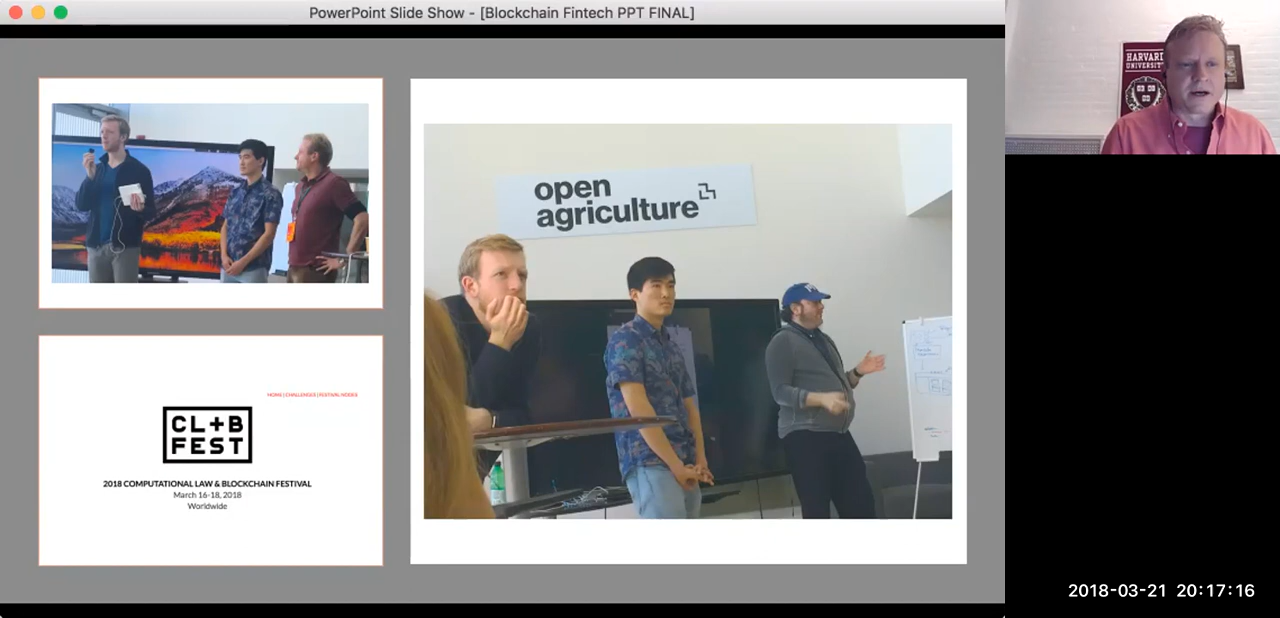 PowerPoint Slide Show - [Blockchain Fintech PPT FINAL]
HARVARD
UNIVERSITY
open
agriculture
HOME | CHALLENGES | FESTIVAL NODES
CL+B
FEST
2018 COMPUTATIONAL LAW & BLOCKCHAIN FESTIVAL
March 16-18, 2018
Worldwide
2018-03-21 20:17:16